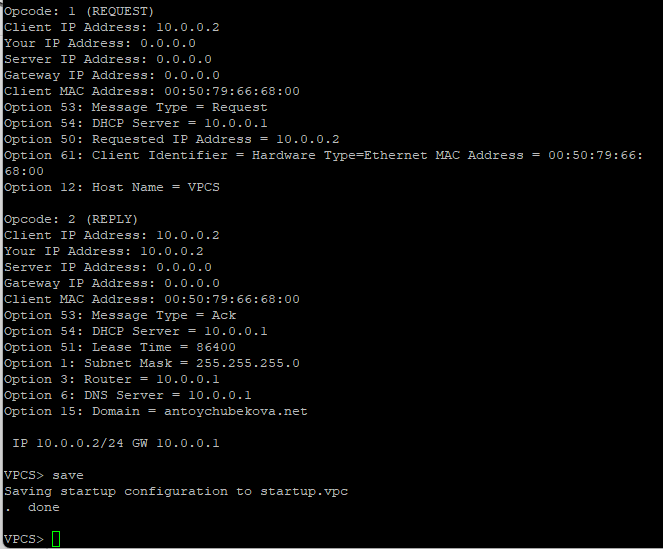 Opcode: 1 (REQUEST)
Client IP Address: 10.0.0.2
Your IP Address: 0.0.0.0
Server IP Address: 0.0.0.0
Gateway IP Address: 0.0.0.0
Client MAC Address: 00:50:79:66:68:00
Option 53: Message Type = Request
Option 54: DHCP Server = 10.0.0.1
Option 50: Requested IP Address = 10.0.0.2
Option 61: Client Identifier = Hardware Type=Ethernet MAC Address = 00:50:79:66:
68:00
Option 12: Host Name = VPCS

Opcode: 2 (REPLY)
Client IP Address: 10.0.0.2
Your IP Address: 10.0.0.2
Server IP Address: 0.0.0.0
Gateway IP Address: 0.0.0.0
Client MAC Address: 00:50:79:66:68:00
Option 53: Message Type = Ack
Option 54: DHCP Server = 10.0.0.1
Option 51: Lease Time = 86400
Option 1: Subnet Mask = 255.255.255.0
Option 3: Router = 10.0.0.1
Option 6: DNS Server = 10.0.0.1
Option 15: Domain = antoychubekova.net

 IP 10.0.0.2/24 GW 10.0.0.1

VPCS> save
Saving startup configuration to startup.vpc
.  done

VPCS>